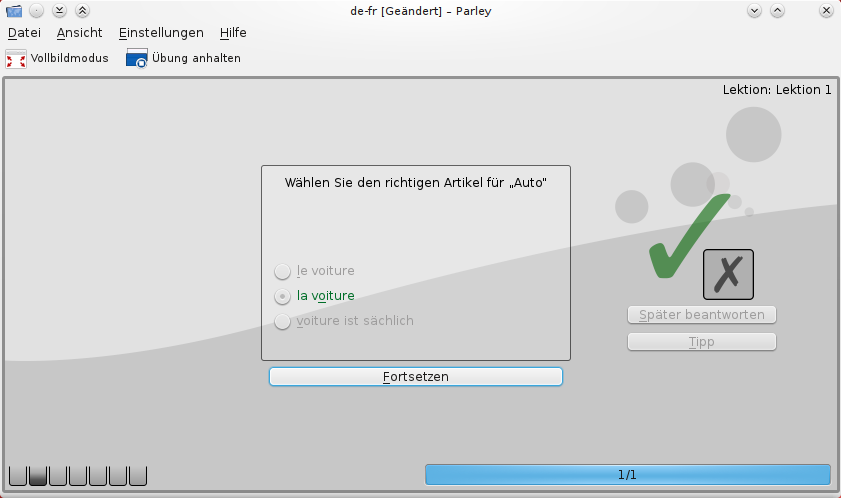 de-fr [Geändert] – Parley
Datei Ansicht Einstellungen Hilfe
Vollbildmodus Übung anhalten
Lektion: Lektion 1
Wählen Sie den richtigen Artikel für „Auto"
le voiture
la voiture
voiture ist sächlich
Später beantworten
Tipp
Fortsetzen
1/1